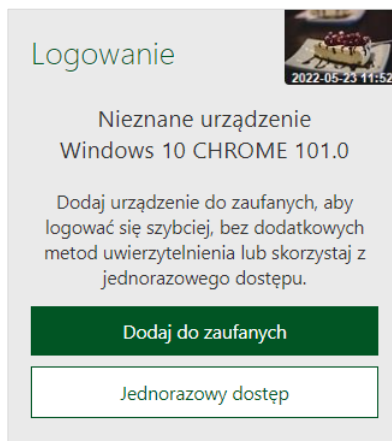 Logowanie
2022-05-23 11:52
Nieznane urządzenie
Windows 10 CHROME 101.0
Dodaj urządzenie do zaufanych, aby
logować się szybciej, bez dodatkowych
metod uwierzytelnienia lub skorzystaj z
jednorazowego dostępu.
Dodaj do zaufanych
Jednorazowy dostęp